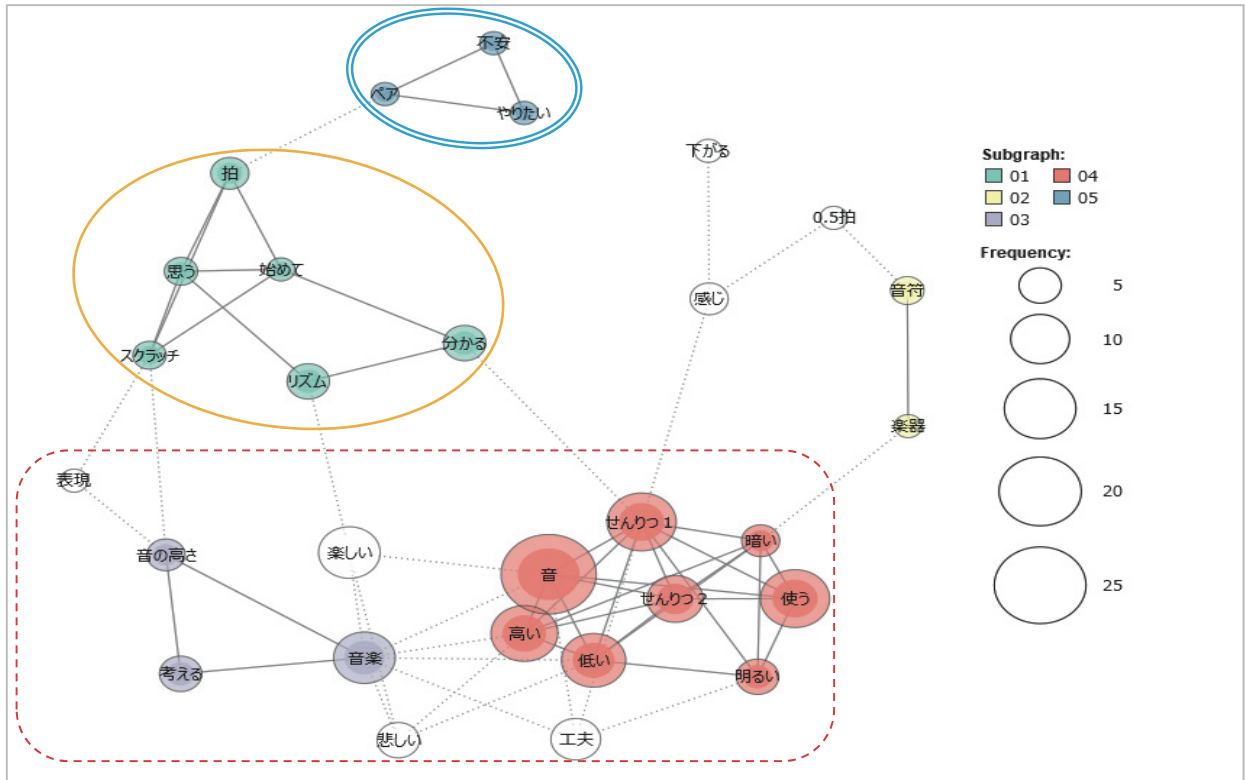 不安
ペア
やりたい
拍
思う
始めて
スクラッチ
リズム
分かる
下がる
0.5拍
感じ
音符
楽器
表現
音の高さ
考える
音楽
楽しい
悲しい
工夫
せんりつ 1
音
せんりつ 2
暗い
使う
高い
低い
明るい
Subgraph:
01 04
02 05
03
Frequency:
5
10
15
20
25